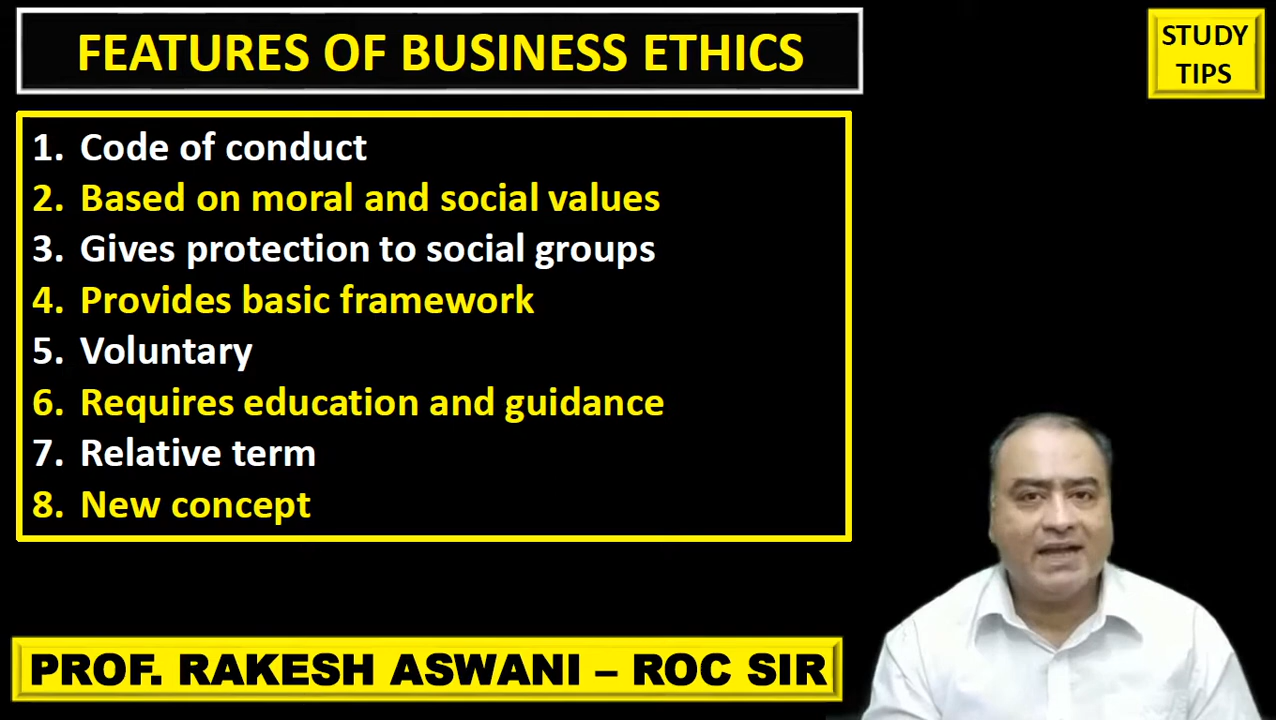 FEATURES OF BUSINESS ETHICS
STUDY
TIPS
1. Code of conduct
2. Based on moral and social values
3. Gives protection to social groups
4. Provides basic framework
5. Voluntary
6. Requires education and guidance
7. Relative term
8. New concept
PROF. RAKESH ASWANI – ROC SIR